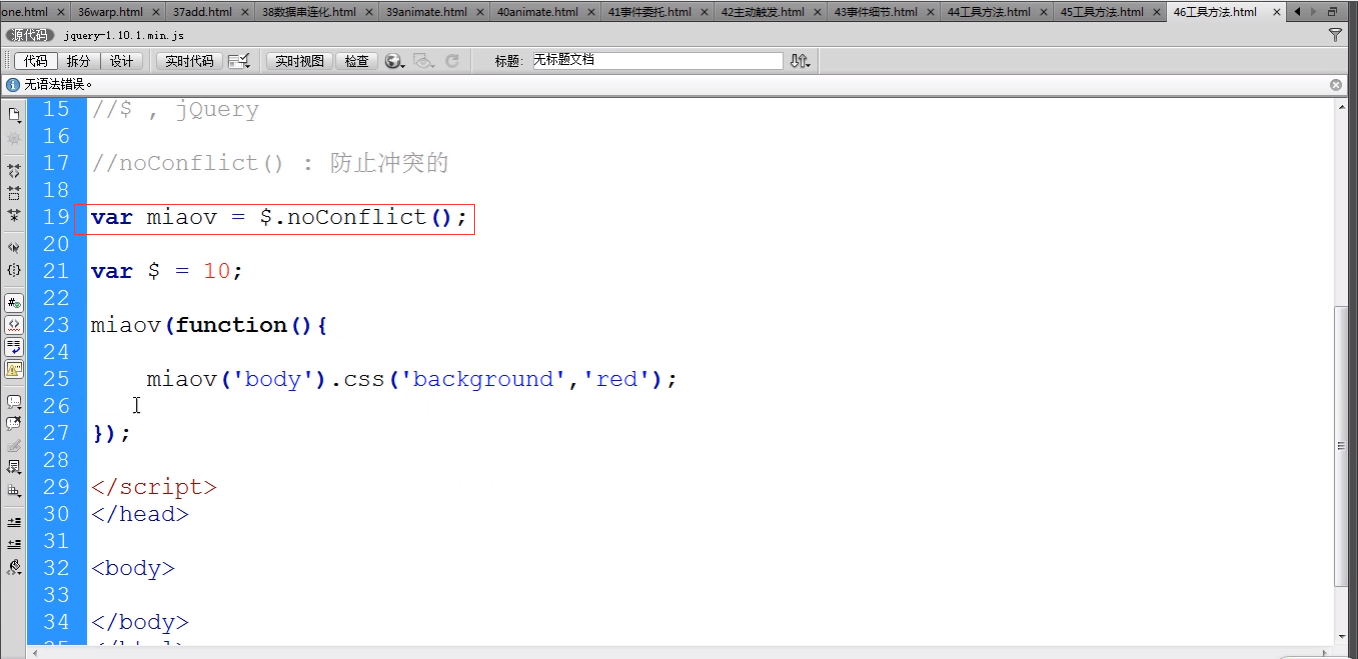 one.html 36warp.html 37add.html 38数据串连化.html 39animate.html 40animate.html 41事件委托.html 42主动触发.html 43事件细节.html 44工具方法.html 45工具方法.html 46工具方法.html
源代码 jquery-1.10.1.min.js
代码 拆分 设计 实时代码 实时视图 检查 标题: 无标题文档
无语法错误。
15 //$ , jQuery
16
17 //noConflict() : 防止冲突的
18
19 var miaov = $.noConflict();
20
21 var $ = 10;
22
23 miaov(function(){
24
25 miaov('body').css('background','red');
26
27 });
28
29 </script>
30 </head>
31
32 <body>
33
34 </body>